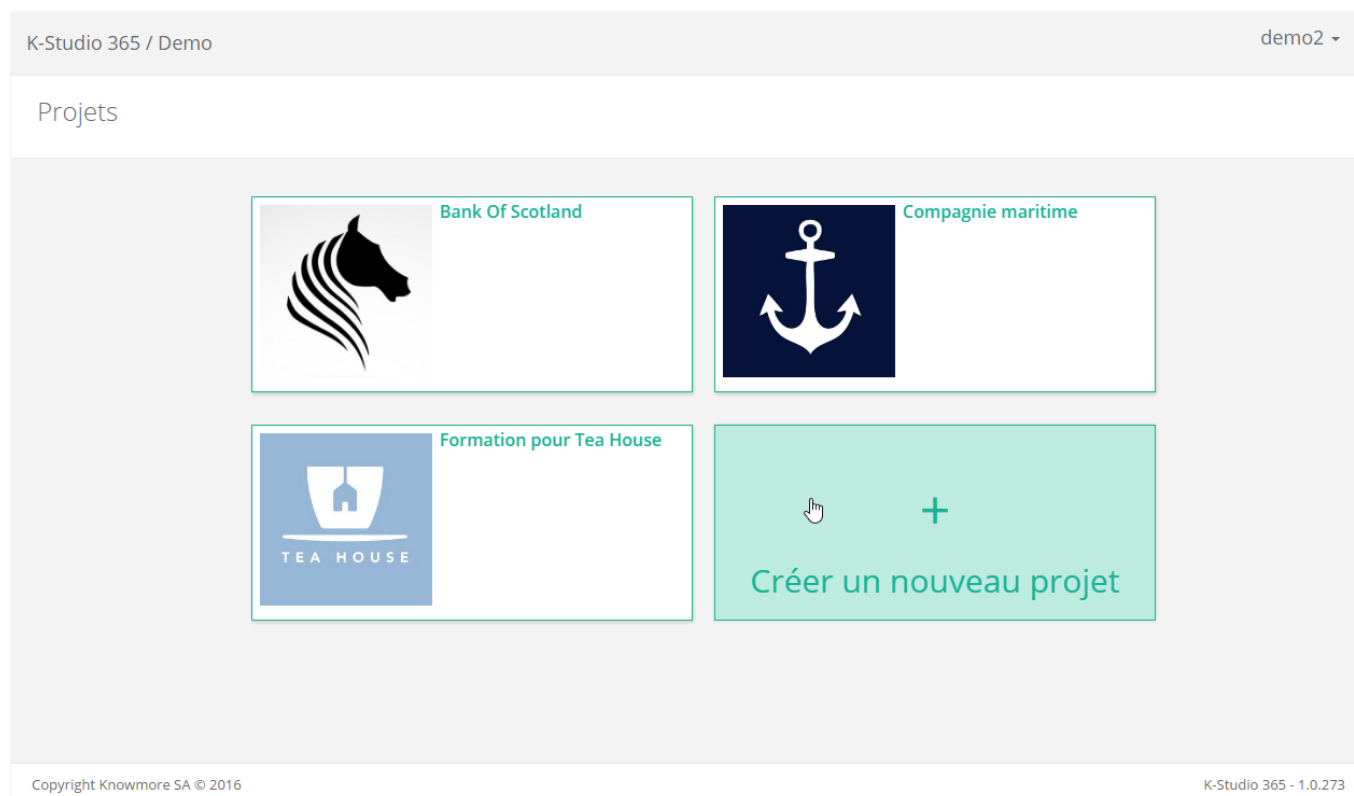 K-Studio 365 / Demo
demo2
Projets
Bank Of Scotland
Compagnie maritime
Formation pour Tea House
TEA HOUSE
+
Créer un nouveau projet
Copyright Knowmore SA © 2016
K-Studio 365 - 1.0.273